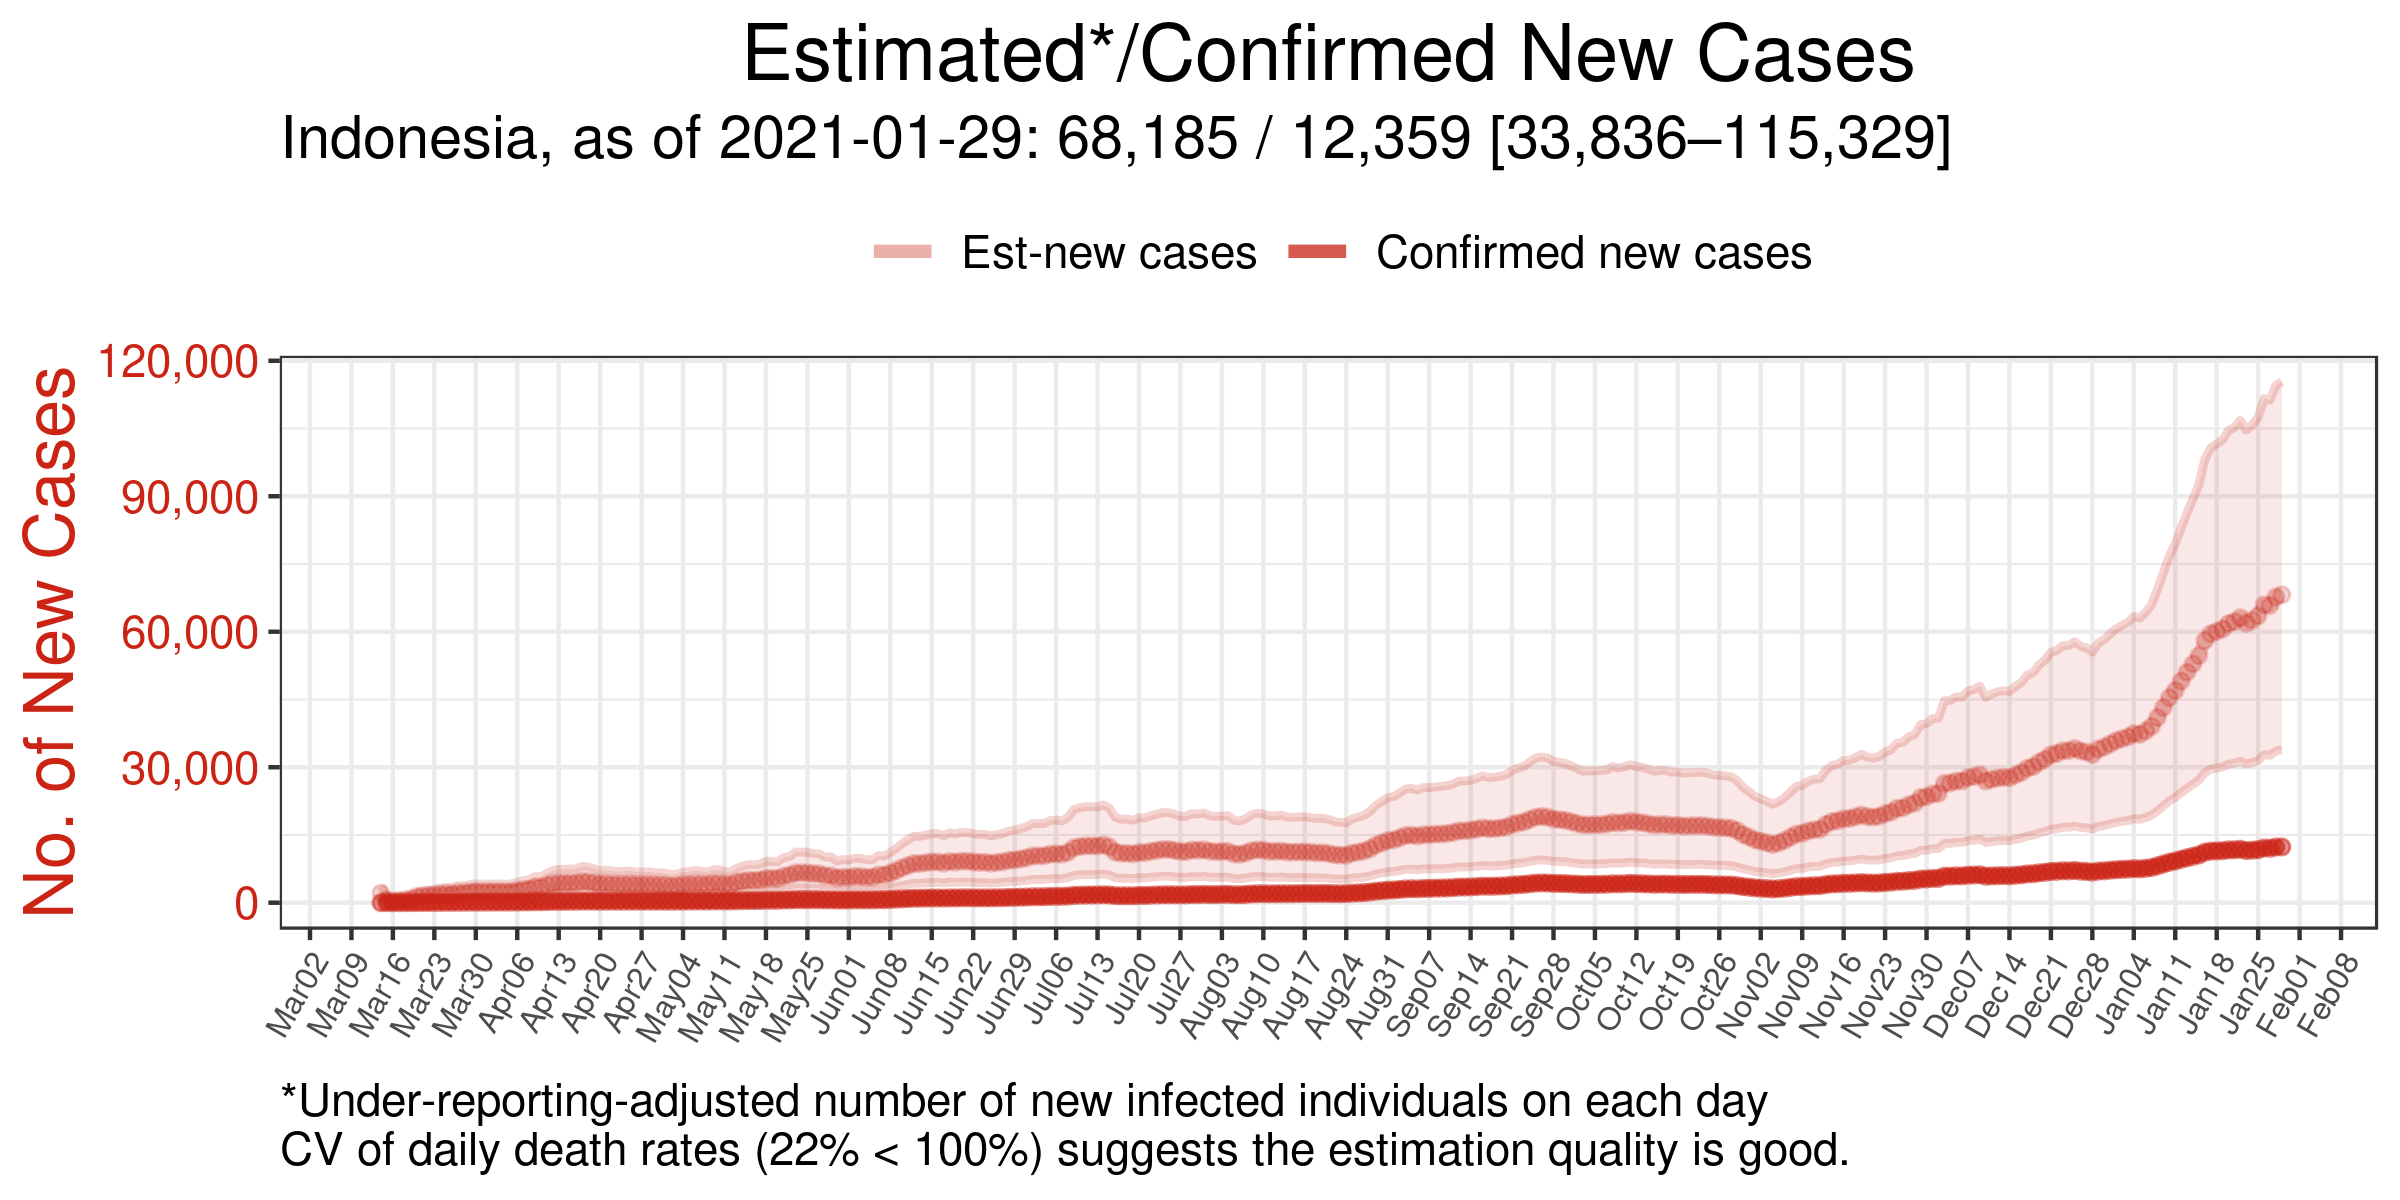 Estimated*/Confirmed New Cases
Indonesia, as of 2021-01-29: 68,185 / 12,359 [33,836–115,329]
Est-new cases
Confirmed new cases
No. of New Cases
120,000
90,000
60,000
30,000
0
Mar02
Mar09
Mar16
Mar23
Mar30
Apr06
Apr13
Apr20
Apr27
May04
May11
May18
May25
Jun01
Jun08
Jun15
Jun22
Jun29
Jul06
Jul13
Jul20
Jul27
Aug03
Aug10
Aug17
Aug24
Aug31
Sep07
Sep14
Sep21
Sep28
Oct05
Oct12
Oct19
Oct26
Nov02
Nov09
Nov16
Nov23
Nov30
Dec07
Dec14
Dec21
Dec28
Jan04
Jan11
Jan18
Jan25
Feb01
Feb08
*Under-reporting-adjusted number of new infected individuals on each day
CV of daily death rates (22% < 100%) suggests the estimation quality is good.